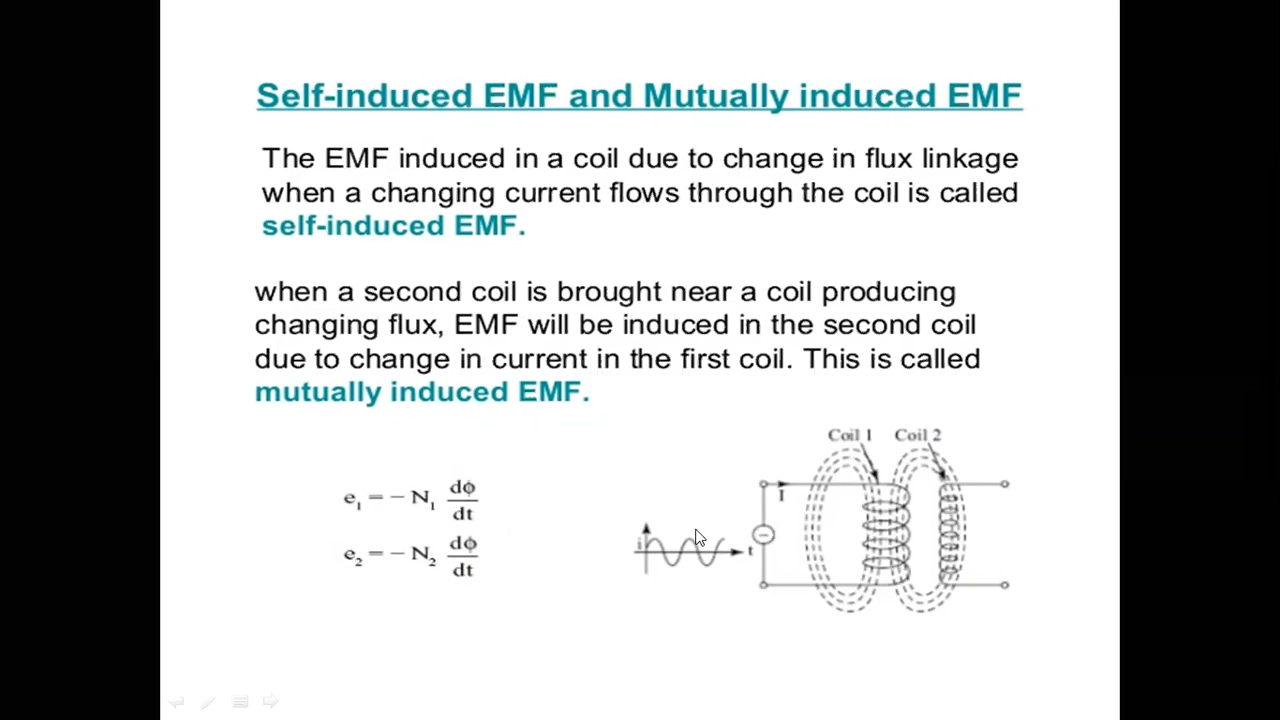 Self-induced EMF and Mutually induced EMF
The EMF induced in a coil due to change in flux linkage
when a changing current flows through the coil is called
self-induced EMF.
when a second coil is brought near a coil producing
changing flux, EMF will be induced in the second coil
due to change in current in the first coil. This is called
mutually induced EMF.
Coil 1 Coil 2
e₁ = − N₁ dϕ/dt
e₂ = − N₂ dϕ/dt
I
i
t